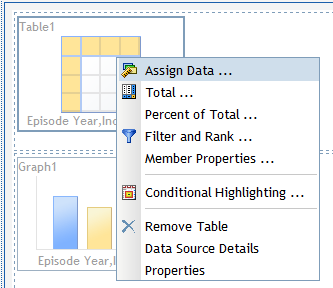 Table1
Episode Year,Inc
Assign Data ...
Total ...
Percent of Total ...
Filter and Rank ...
Member Properties ...
Conditional Highlighting ...
Remove Table
Data Source Details
Properties
Graph1
Episode Year,I